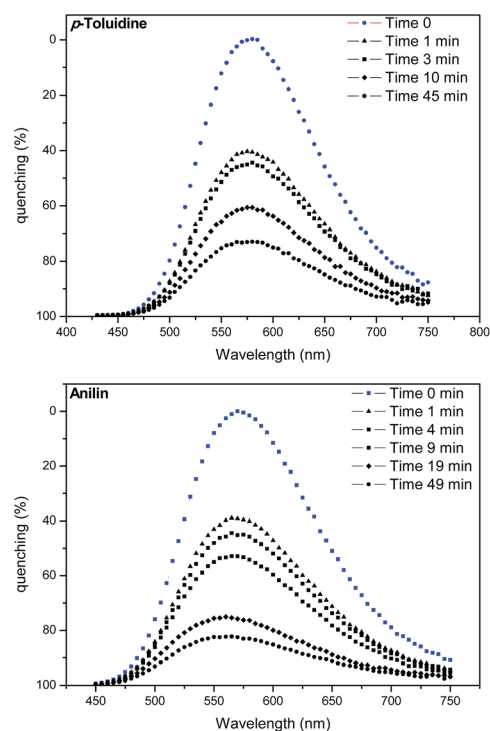 p-Toluidine
Time 0
Time 1 min
Time 3 min
Time 10 min
Time 45 min
0
20
40
60
80
100
quenching (%)
400 450 500 550 600 650 700 750 800
Wavelength (nm)
Anilin
Time 0 min
Time 1 min
Time 4 min
Time 9 min
Time 19 min
Time 49 min
0
20
40
60
80
100
quenching (%)
450 500 550 600 650 700 750
Wavelength (nm)